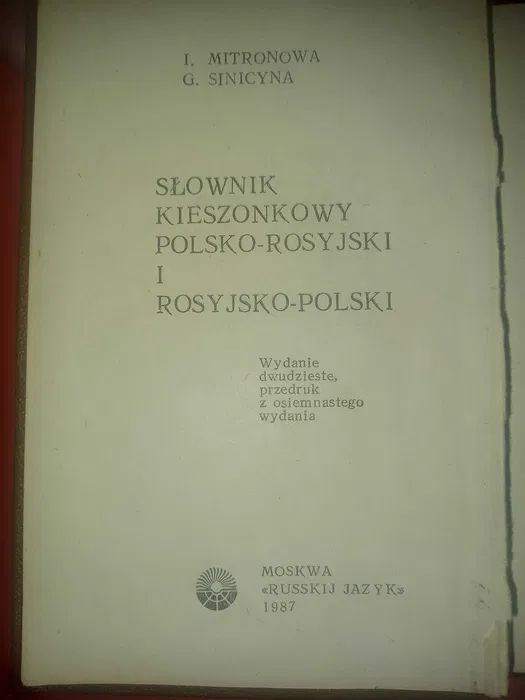 I. MITRONOWA
G. SINICYNA
SŁOWNIK
KIESZONKOWY
POLSKO-ROSYJSKI
I
ROSYJSKO-POLSKI
Wydanie
dwudzieste,
przedruk
z osiemnastego
wydania
MOSKWA
«RUSSKIJ JAZYK»
1987